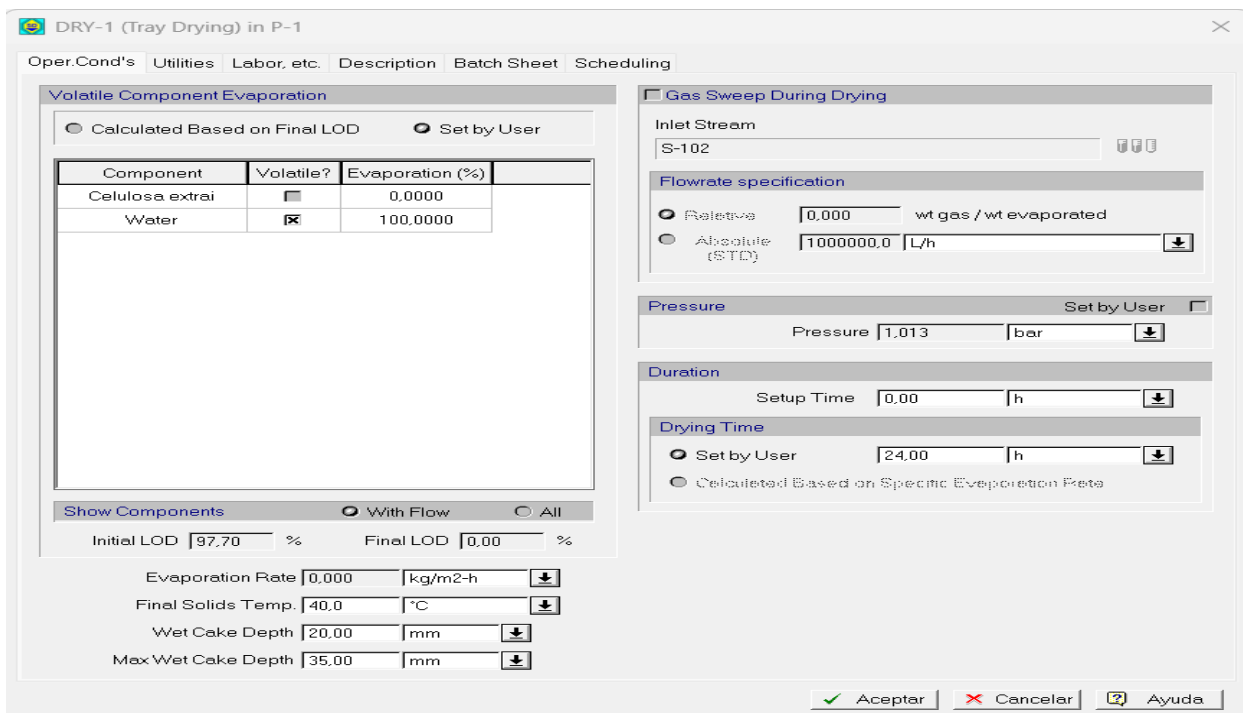 DRY-1 (Tray Drying) in P-1
Oper.Cond's Utilities Labor, etc. Description Batch Sheet Scheduling
Volatile Component Evaporation
Calculated Based on Final LOD Set by User
Component Volatile? Evaporation (%)
Celulosa extrai 0,0000
Water 100,0000
Show Components With Flow All
Initial LOD 97,70 % Final LOD 0,00 %
Evaporation Rate 0,000 kg/m2-h
Final Solids Temp. 40,0 °C
Wet Cake Depth 20,00 mm
Max Wet Cake Depth 35,00 mm
Gas Sweep During Drying
Inlet Stream
S-102
Flowrate specification
Relative 0,000 wt gas / wt evaporated
Absolute 1000000,0 L/h
(STD)
Pressure Set by User
Pressure 1,013 bar
Duration
Setup Time 0,00 h
Drying Time
Set by User 24,00 h
Calculated Based on Specific Evaporation Rate
Aceptar Cancelar Ayuda